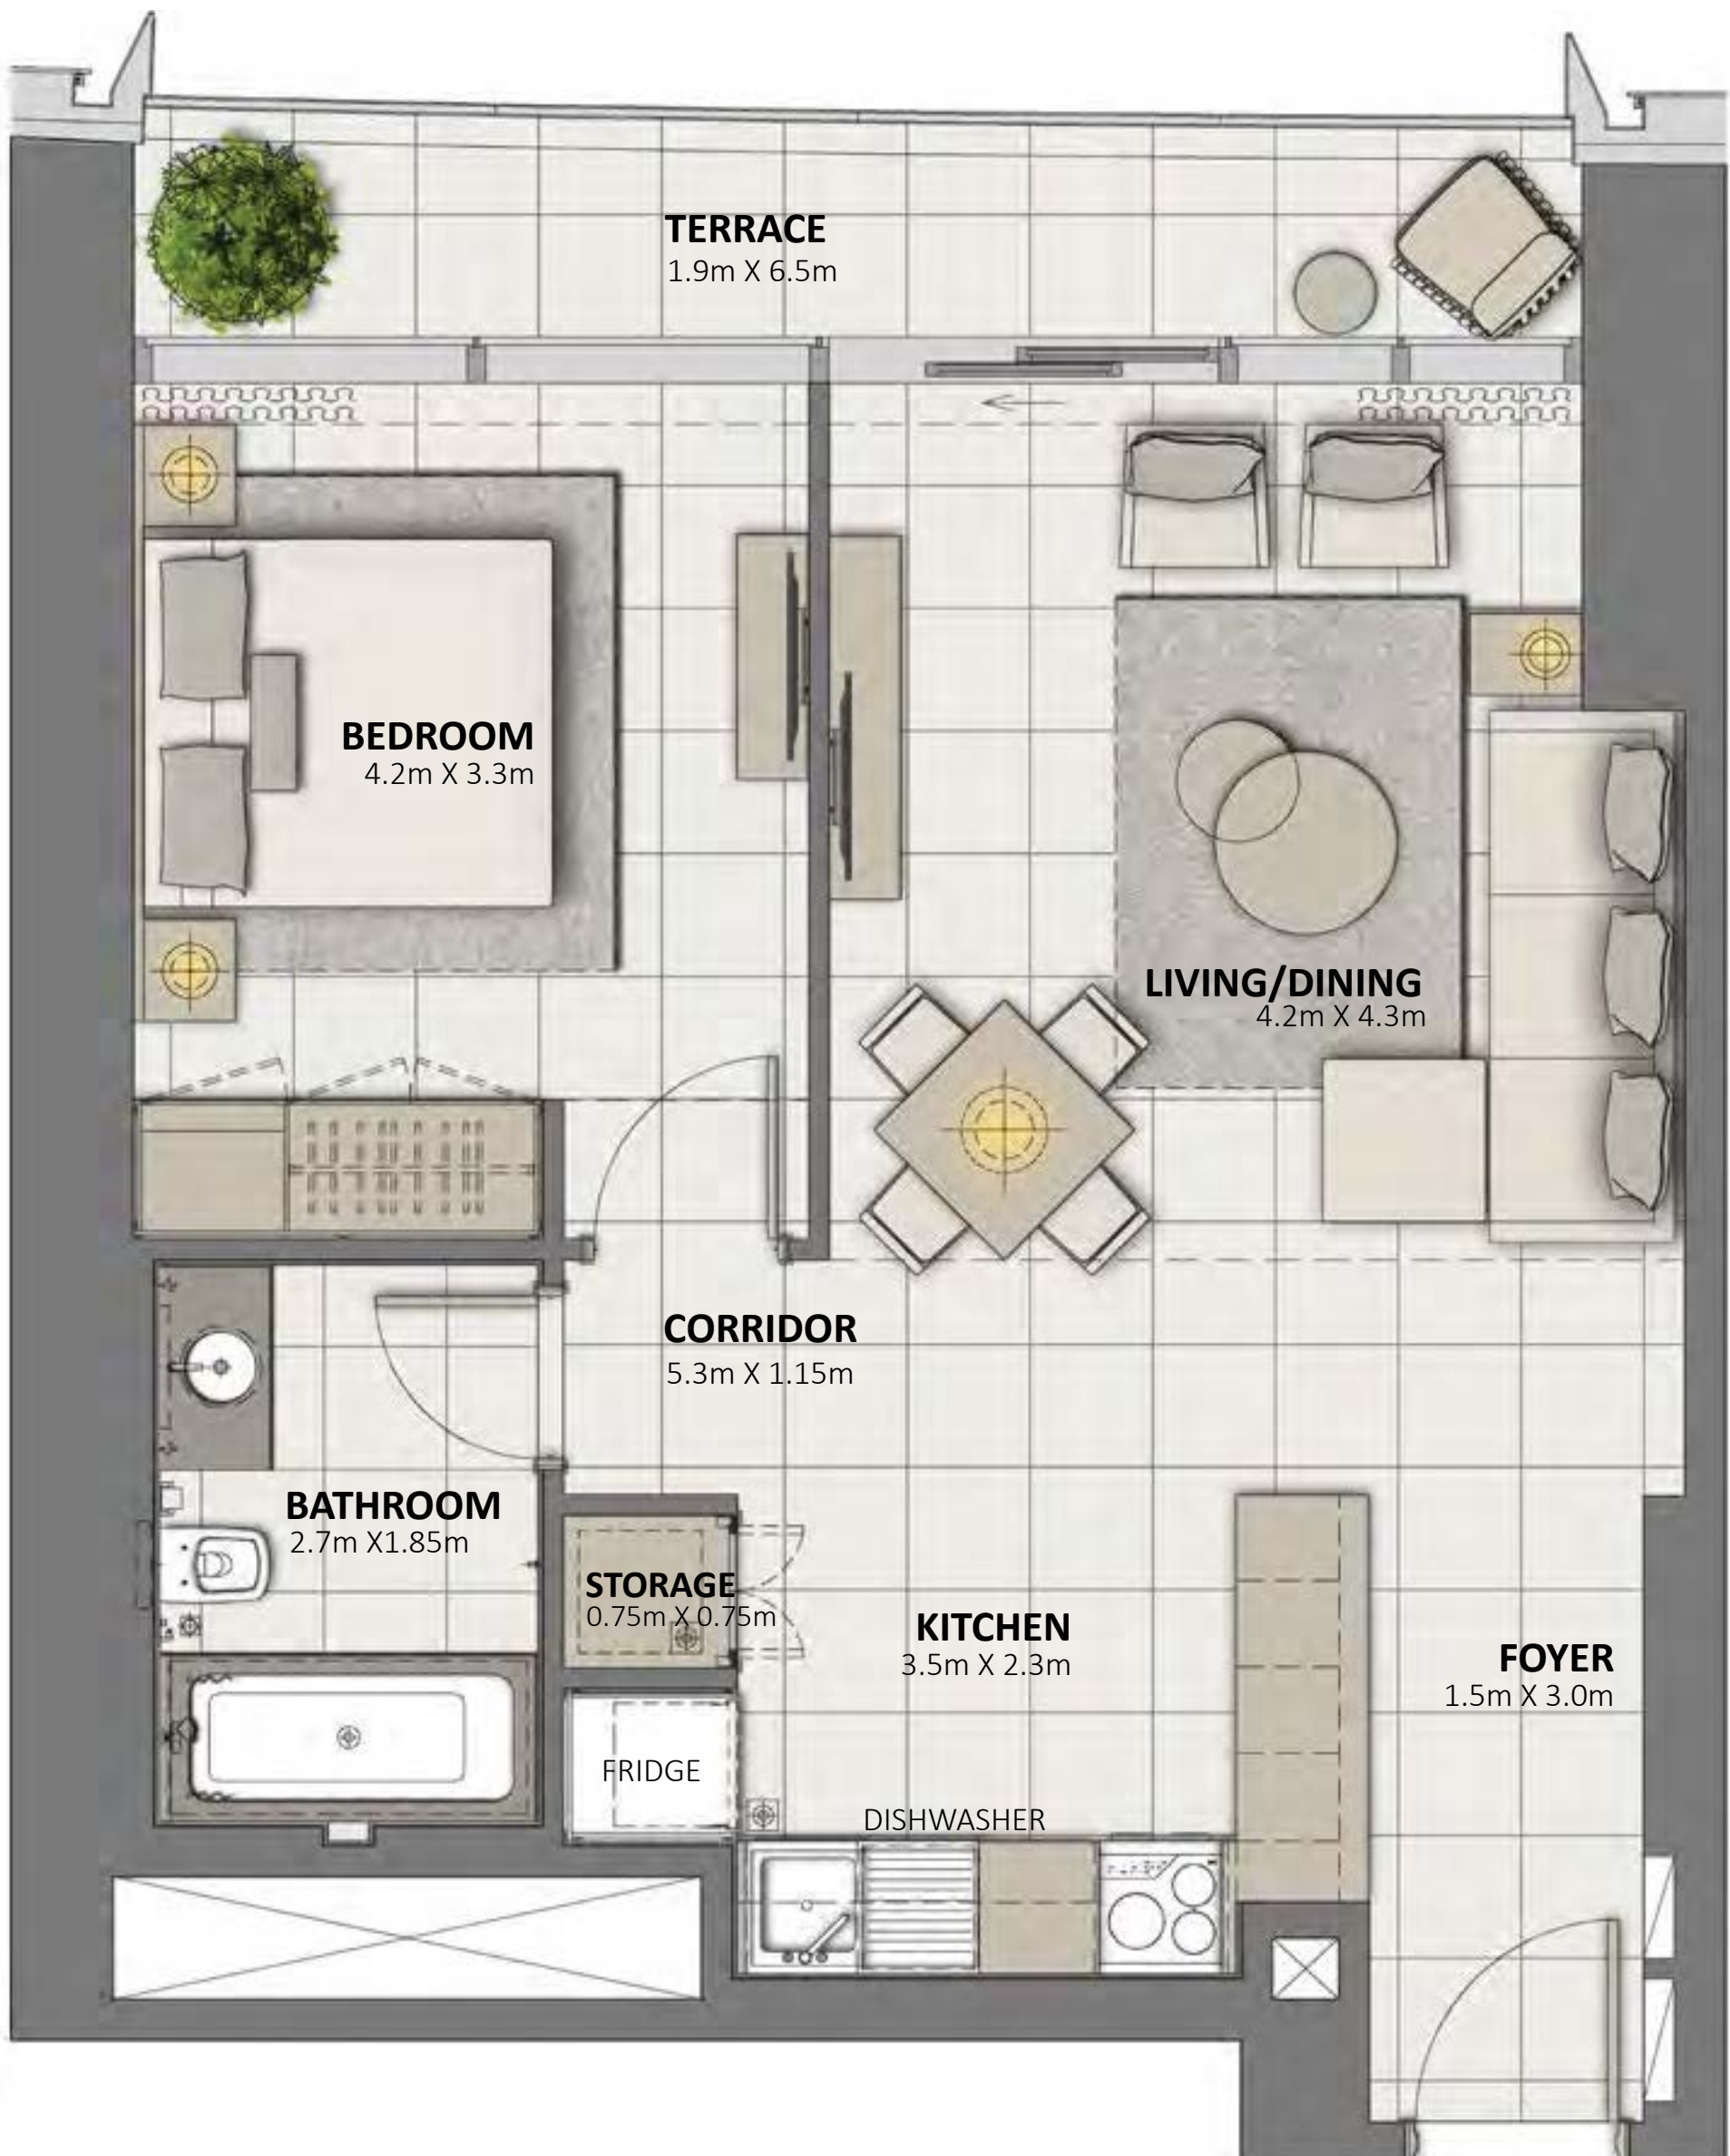 TERRACE
1.9m X 6.5m
BEDROOM
4.2m X 3.3m
LIVING/DINING
4.2m X 4.3m
CORRIDOR
5.3m X 1.15m
BATHROOM
2.7m X1.85m
STORAGE
0.75m X 0.75m
KITCHEN
3.5m X 2.3m
FOYER
1.5m X 3.0m
FRIDGE
DISHWASHER